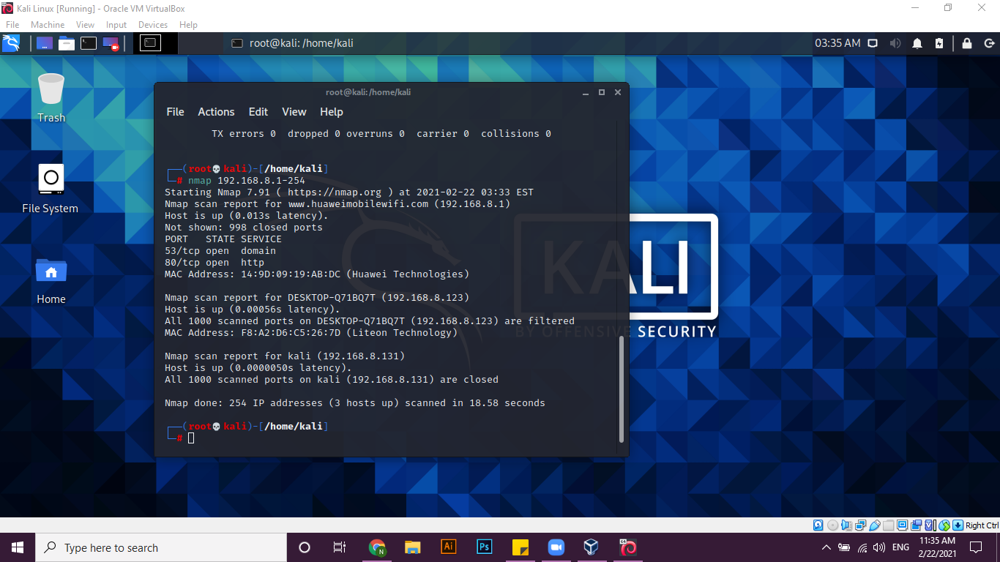 Kali Linux [Running] - Oracle VM VirtualBox
File Machine View Input Devices Help
root@kali: /home/kali
03:35 AM
Trash
File System
Home
root@kali: /home/kali
File Actions Edit View Help
TX errors 0 dropped 0 overruns 0 carrier 0 collisions 0
(root💀kali)-[/home/kali]
# nmap 192.168.8.1-254
Starting Nmap 7.91 ( https://nmap.org ) at 2021-02-22 03:33 EST
Nmap scan report for www.huaweimobilewifi.com (192.168.8.1)
Host is up (0.013s latency).
Not shown: 998 closed ports
PORT STATE SERVICE
53/tcp open domain
80/tcp open http
MAC Address: 14:9D:09:19:AB:DC (Huawei Technologies)
Nmap scan report for DESKTOP-Q71BQ7T (192.168.8.123)
Host is up (0.00056s latency).
All 1000 scanned ports on DESKTOP-Q71BQ7T (192.168.8.123) are filtered
MAC Address: F8:A2:D6:C5:26:7D (Liteon Technology)
Nmap scan report for kali (192.168.8.131)
Host is up (0.0000050s latency).
All 1000 scanned ports on kali (192.168.8.131) are closed
Nmap done: 254 IP addresses (3 hosts up) scanned in 18.58 seconds
(root💀kali)-[/home/kali]
#
KALI
BY OFFENSIVE SECURITY
Right Ctrl
Type here to search
N
Ai
Ps
64
ENG
11:35 AM
2/22/2021